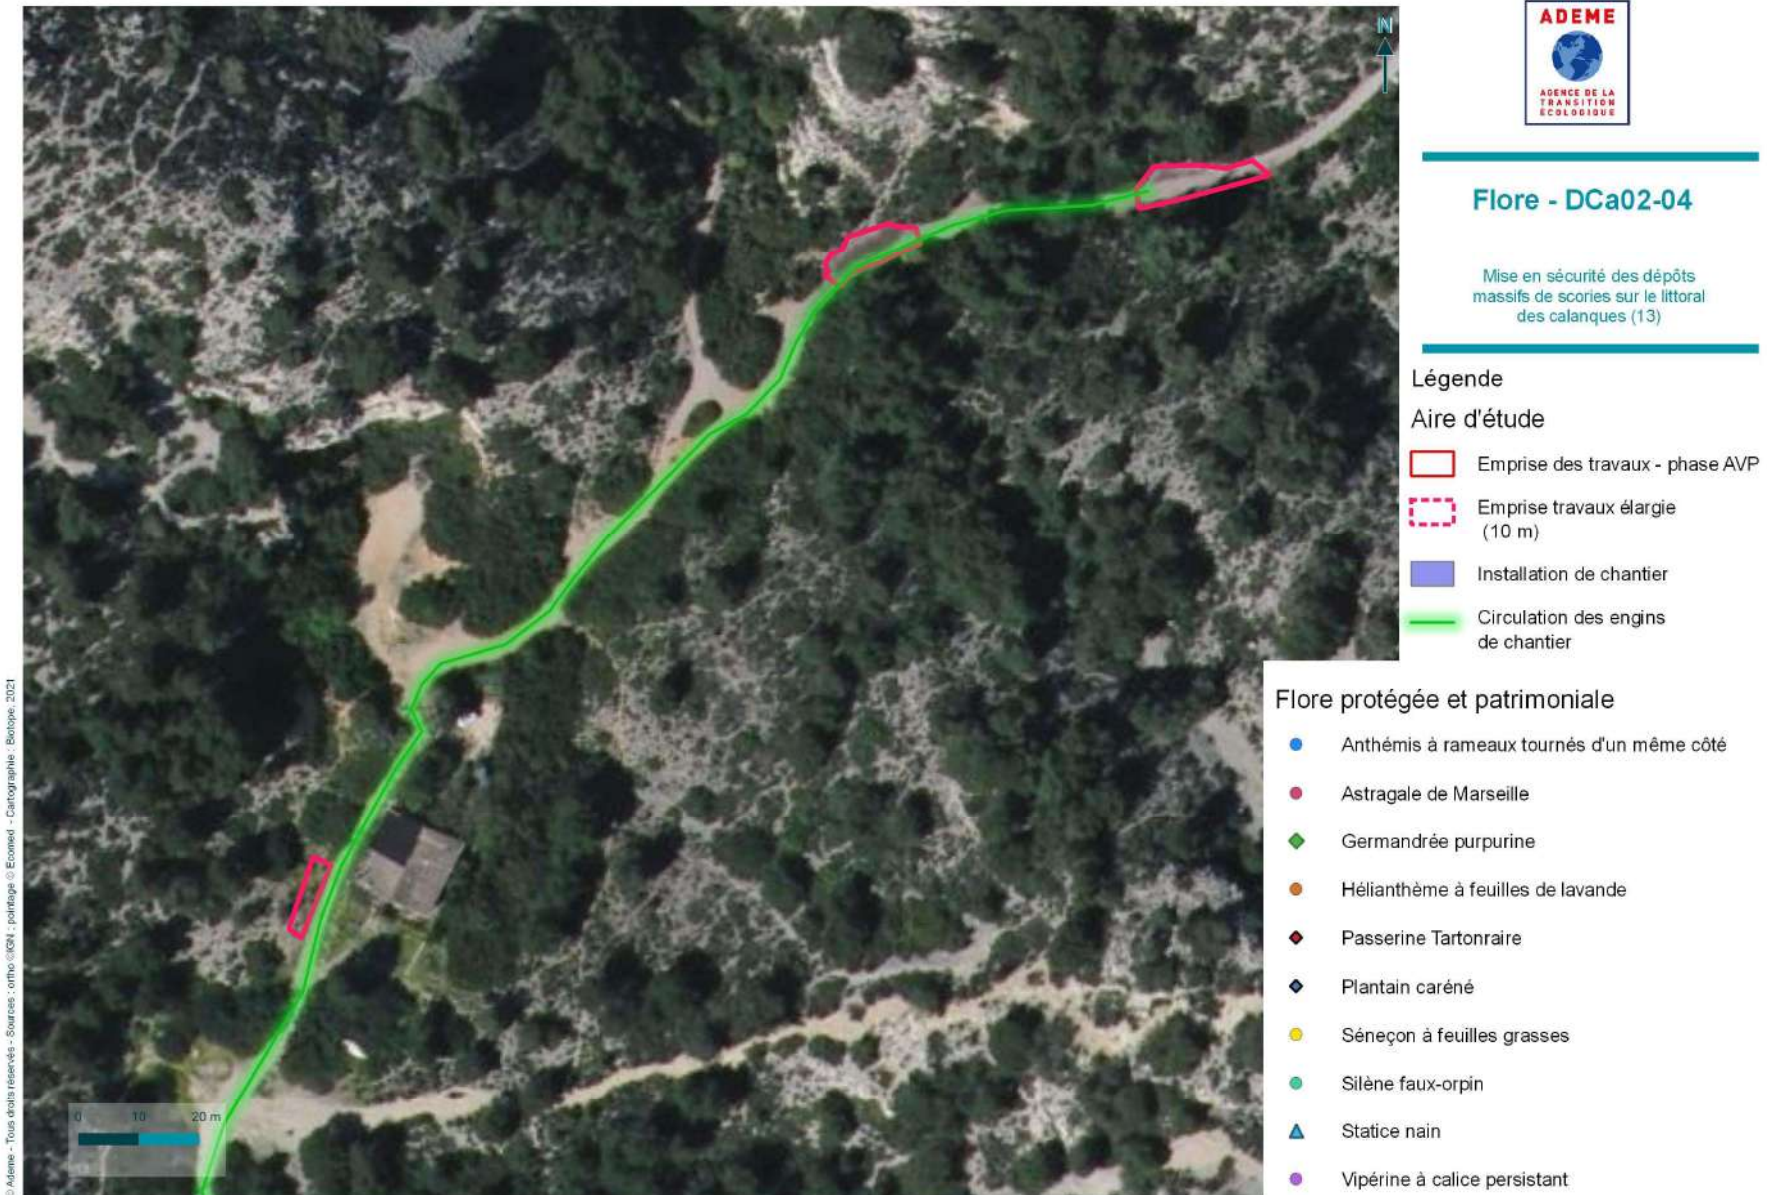 N
ADEME
AGENCE DE LA
TRANSITION
ÉCOLOGIQUE
Flore - DCa02-04
Mise en sécurité des dépôts
massifs de scories sur le littoral
des calanques (13)
Légende
Aire d'étude
Emprise des travaux - phase AVP
Emprise travaux élargie
(10 m)
Installation de chantier
Circulation des engins
de chantier
Flore protégée et patrimoniale
Anthémis à rameaux tournés d'un même côté
Astragale de Marseille
Germandrée purpurine
Hélianthème à feuilles de lavande
Passerine Tartonraire
Plantain caréné
Séneçon à feuilles grasses
Silène faux-orpin
Statice nain
Vipérine à calice persistant
0 10 20 m
© Ademe - Tous droits réservés - Sources : ortho ©IGN ; pointage © Ecomed - Cartographie : Biotope, 2021